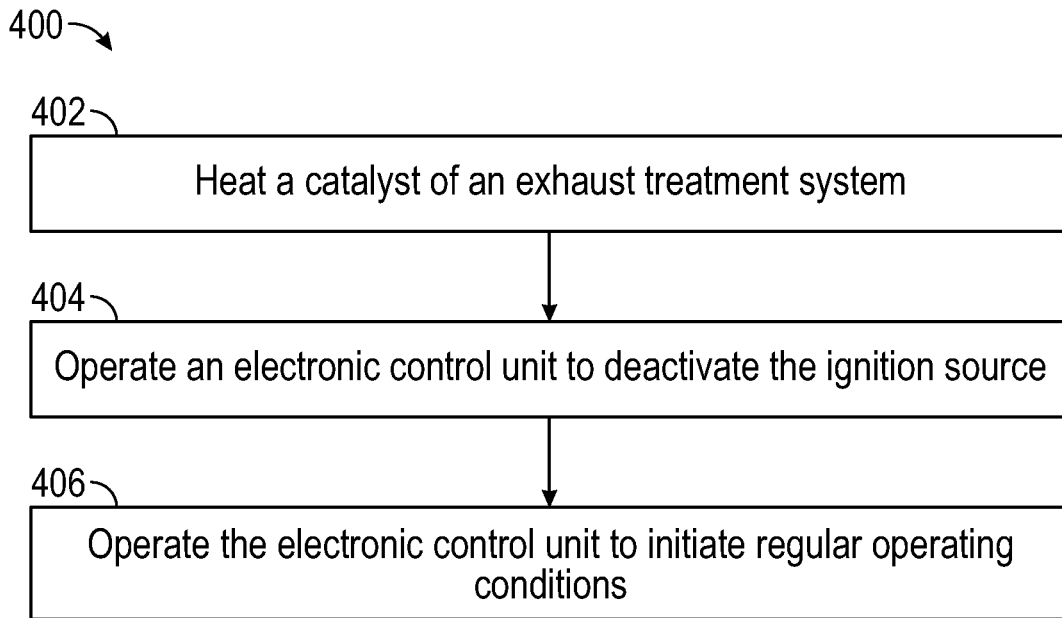 400
402
Heat a catalyst of an exhaust treatment system
404
Operate an electronic control unit to deactivate the ignition source
406
Operate the electronic control unit to initiate regular operating
conditions